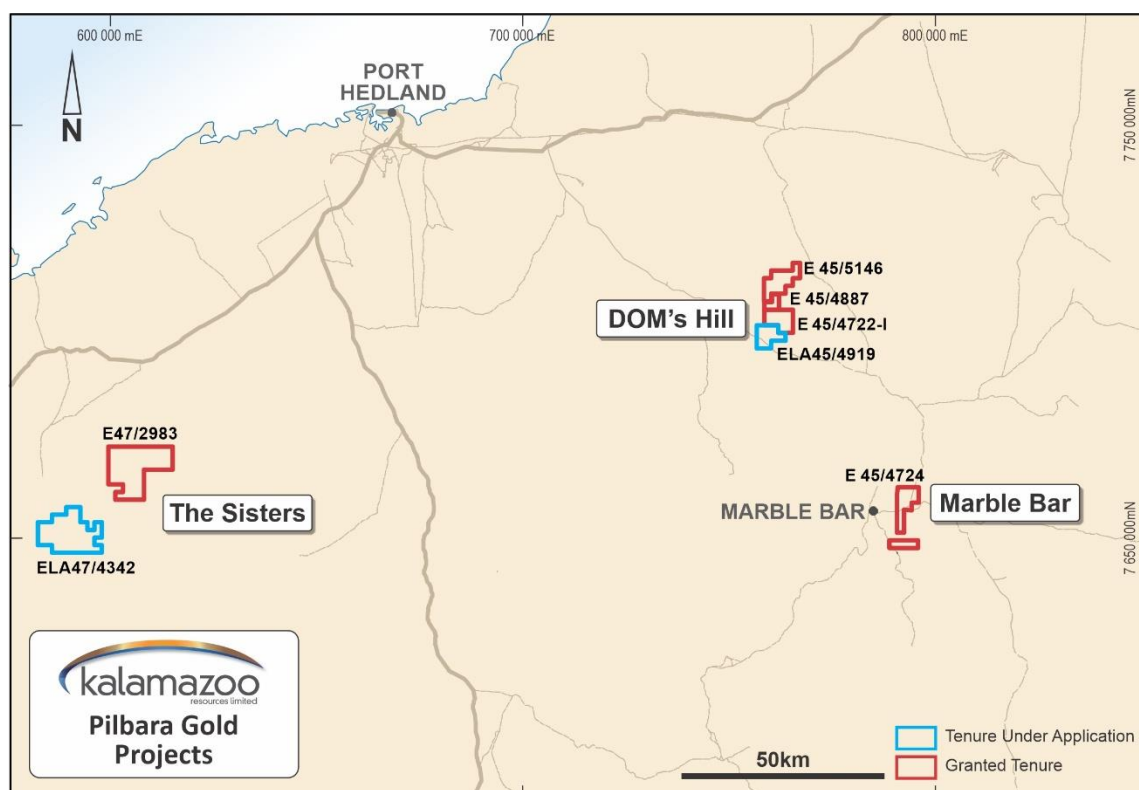 600 000 mE
700 000 mE
800 000 mE
N
PORT
HEDLAND
7 750 000mN
E 45/5146
E 45/4887
DOM's Hill
E 45/4722-I
ELA45/4919
E47/2983
E 45/4724
The Sisters
MARBLE BAR
Marble Bar
ELA47/4342
7 650 000mN
kalamazoo
resources limited
Pilbara Gold
Projects
50km
Tenure Under Application
Granted Tenure